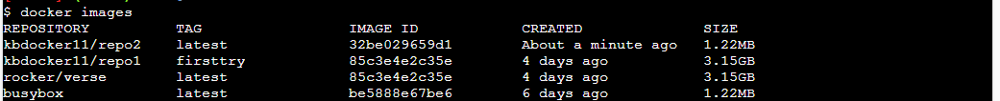 $ docker images
REPOSITORY TAG IMAGE ID CREATED SIZE
kbdocker11/repo2 latest 32be029659d1 About a minute ago 1.22MB
kbdocker11/repo1 firsttry 85c3e4e2c35e 4 days ago 3.15GB
rocker/verse latest 85c3e4e2c35e 4 days ago 3.15GB
busybox latest be5888e67be6 6 days ago 1.22MB